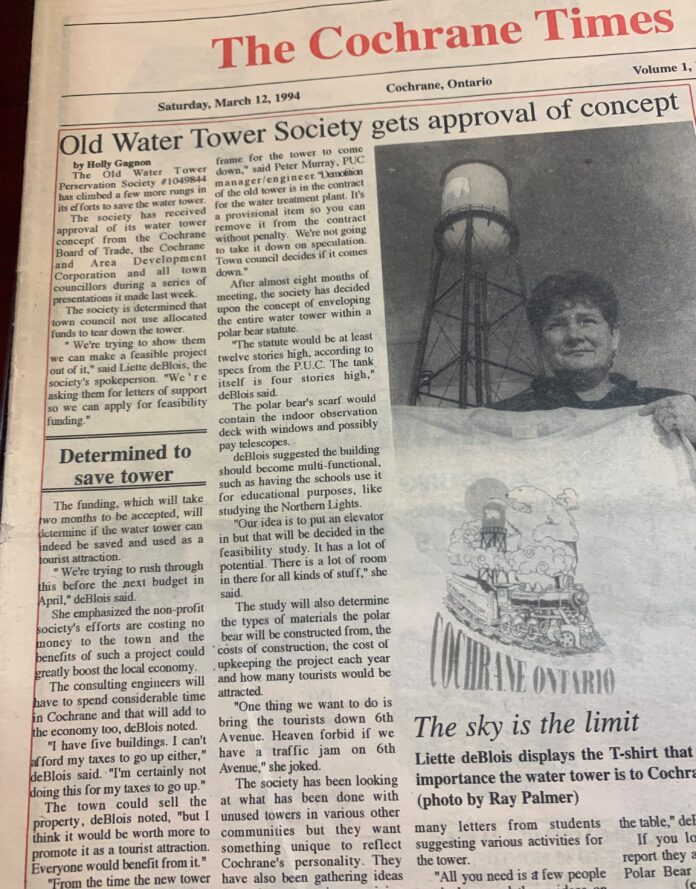 The Cochrane Times
Saturday, March 12, 1994
Cochrane, Ontario
Volume 1,
Old Water Tower Society gets approval of concept
by Holly Gagnon
The Old Water Tower
Perservation Society #1049844
has climbed a few more rungs in
its efforts to save the water tower.
The society has received
approval of its water tower
concept from the Cochrane
Board of Trade, the Cochrane
and Area Development
Corporation and all town
councillors during a series of
presentations it made last week.
The society is determined that
town council not use allocated
funds to tear down the tower.
" We're trying to show them
we can make a feasible project
out of it," said Liette deBlois, the
society's spokeperson. "We're
asking them for letters of support
so we can apply for feasibility
funding."
Determined to
save tower
The funding, which will take
two months to be accepted, will
determine if the water tower can
indeed be saved and used as a
tourist attraction.
" We're trying to rush through
this before the next budget in
April," deBlois said.
She emphasized the non-profit
society's efforts are costing no
money to the town and the
benefits of such a project could
greatly boost the local economy.
The consulting engineers will
have to spend considerable time
in Cochrane and that will add to
the economy too, deBlois noted.
"I have five buildings. I can't
afford my taxes to go up either,"
deBlois said. "I'm certainly not
doing this for my taxes to go up."
The town could sell the
property, deBlois noted, "but I
think it would be worth more to
promote it as a tourist attraction.
Everyone would benefit from it."
"From the time the new tower
frame for the tower to come
down," said Peter Murray, PUC
manager/engineer. "Demolition
of the old tower is in the contract
for the water treatment plant. It's
a provisional item so you can
remove it from the contract
without penalty. We're not going
to take it down on speculation.
Town council decides if it comes
down."
After almost eight months of
meeting, the society has decided
upon the concept of enveloping
the entire water tower within a
polar bear statute.
"The statute would be at least
twelve stories high, according to
specs from the P.U.C. The tank
itself is four stories high,"
deBlois said.
The polar bear's scarf would
contain the indoor observation
deck with windows and possibly
pay telescopes.
deBlois suggested the building
should become multi-functional,
such as having the schools use it
for educational purposes, like
studying the Northern Lights.
"Our idea is to put an elevator
in but that will be decided in the
feasibility study. It has a lot of
potential. There is a lot of room
in there for all kinds of stuff," she
said.
The study will also determine
the types of materials the polar
bear will be constructed from, the
costs of construction, the cost of
upkeeping the project each year
and how many tourists would be
attracted.
"One thing we want to do is
bring the tourists down 6th
Avenue. Heaven forbid if we
have a traffic jam on 6th
Avenue," she joked.
The society has been looking
at what has been done with
unused towers in various other
communities but they want
something unique to reflect
Cochrane's personality. They
have also been gathering ideas
COCHRANE ONTARIO
The sky is the limit
Liette deBlois displays the T-shirt that
importance the water tower is to Cochra
(photo by Ray Palmer)
many letters from students
suggesting various activities for
the tower.
"All you need is a few people
the table," deB
If you lo
report they a
Polar Bear